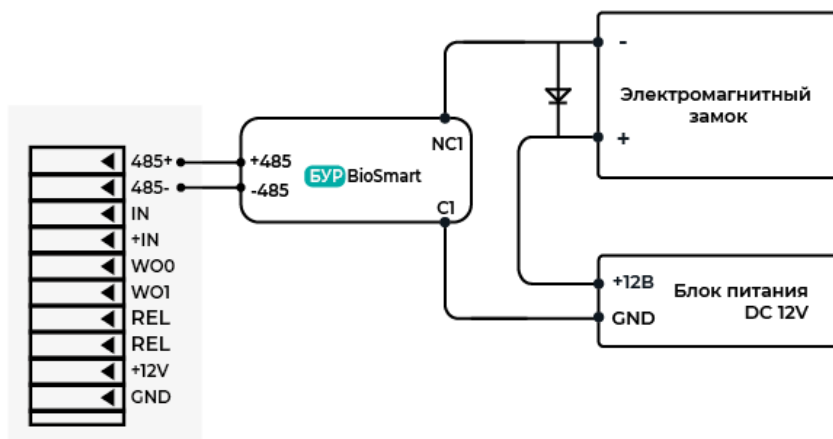 485+
485-
IN
+IN
WO0
WO1
REL
REL
+12V
GND
+485
-485
БУР BioSmart
NC1
C1
-
Электромагнитный
замок
+
+12В
GND
Блок питания
DC 12V